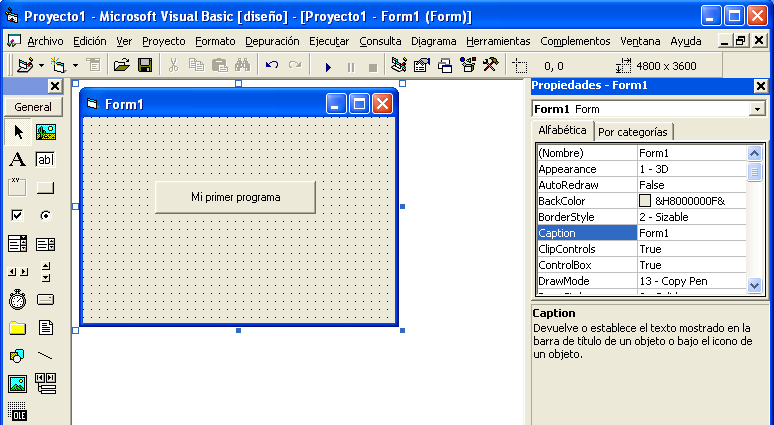 Proyecto1 - Microsoft Visual Basic [diseño] - [Proyecto1 - Form1 (Form)]
Archivo Edición Ver Proyecto Formato Depuración Ejecutar Consulta Diagrama Herramientas Complementos Ventana Ayuda
0, 0 4800 x 3600
General
A
ab
xy
OLE
Form1
Mi primer programa
Propiedades - Form1
Form1 Form
Alfabética Por categorías
(Nombre) Form1
Appearance 1 - 3D
AutoRedraw False
BackColor &H8000000F&
BorderStyle 2 - Sizable
Caption Form1
ClipControls True
ControlBox True
DrawMode 13 - Copy Pen
Caption
Devuelve o establece el texto mostrado en la
barra de título de un objeto o bajo el icono de
un objeto.